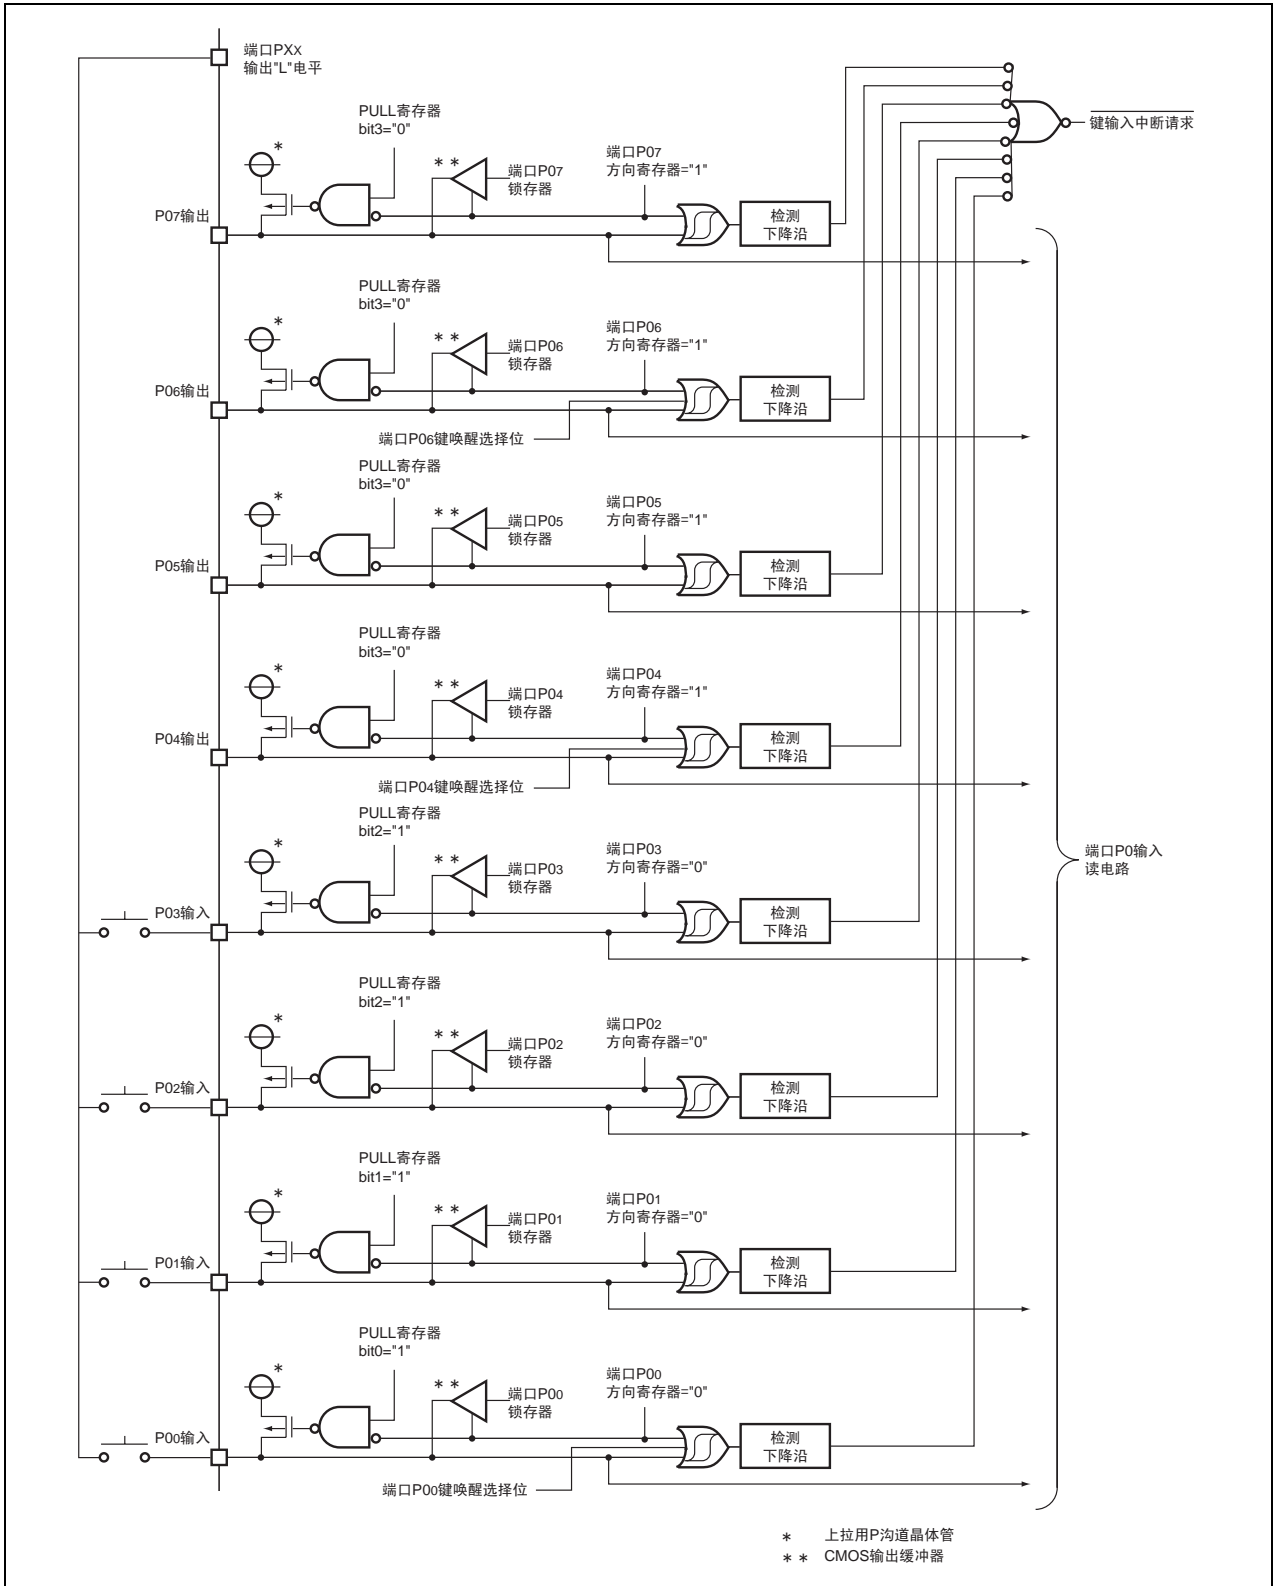 端口PXx
输出"L"电平
键输入中断请求
PULL寄存器
bit3="0"
*
* *
端口P07
锁存器
端口P07
方向寄存器="1"
P07输出
检测
下降沿
PULL寄存器
bit3="0"
*
* *
端口P06
锁存器
端口P06
方向寄存器="1"
P06输出
检测
下降沿
端口P06键唤醒选择位
PULL寄存器
bit3="0"
*
* *
端口P05
锁存器
端口P05
方向寄存器="1"
P05输出
检测
下降沿
PULL寄存器
bit3="0"
*
* *
端口P04
锁存器
端口P04
方向寄存器="1"
P04输出
检测
下降沿
端口P04键唤醒选择位
PULL寄存器
bit2="1"
*
* *
端口P03
锁存器
端口P03
方向寄存器="0"
P03输入
检测
下降沿
端口P0输入
读电路
PULL寄存器
bit2="1"
*
* *
端口P02
锁存器
端口P02
方向寄存器="0"
P02输入
检测
下降沿
PULL寄存器
bit1="1"
*
* *
端口P01
锁存器
端口P01
方向寄存器="0"
P01输入
检测
下降沿
PULL寄存器
bit0="1"
*
* *
端口P00
锁存器
端口P00
方向寄存器="0"
P00输入
检测
下降沿
端口P00键唤醒选择位
* 上拉用P沟道晶体管
* * CMOS输出缓冲器